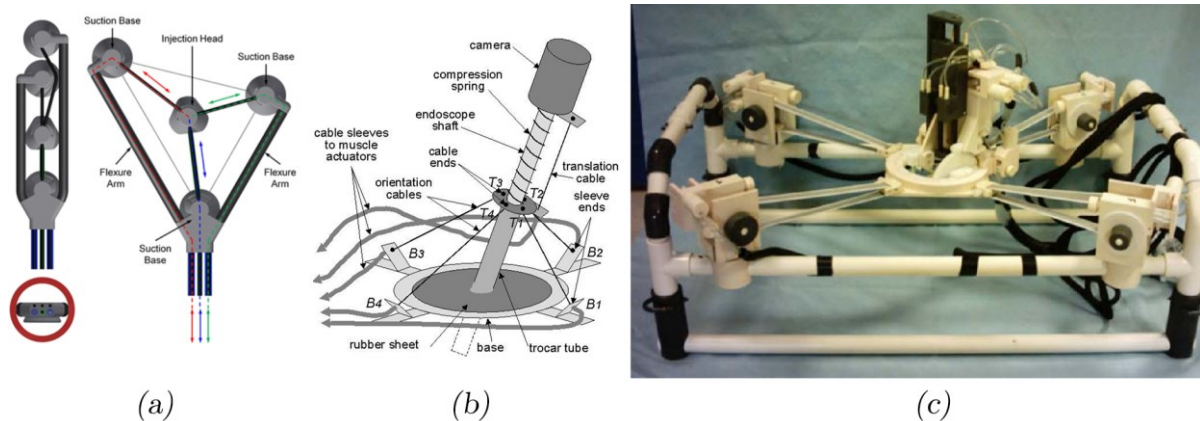 Suction Base
Injection Head
Suction Base
Flexure
Arm
Flexure
Arm
Suction
Base
(a)
camera
compression
spring
endoscope
shaft
cable sleeves
to muscle
actuators
cable
ends
translation
cable
orientation
cables
sleeve
ends
T3
T2
T4
T1
B3
B2
B4
B1
rubber sheet
base
trocar tube
(b)
(c)